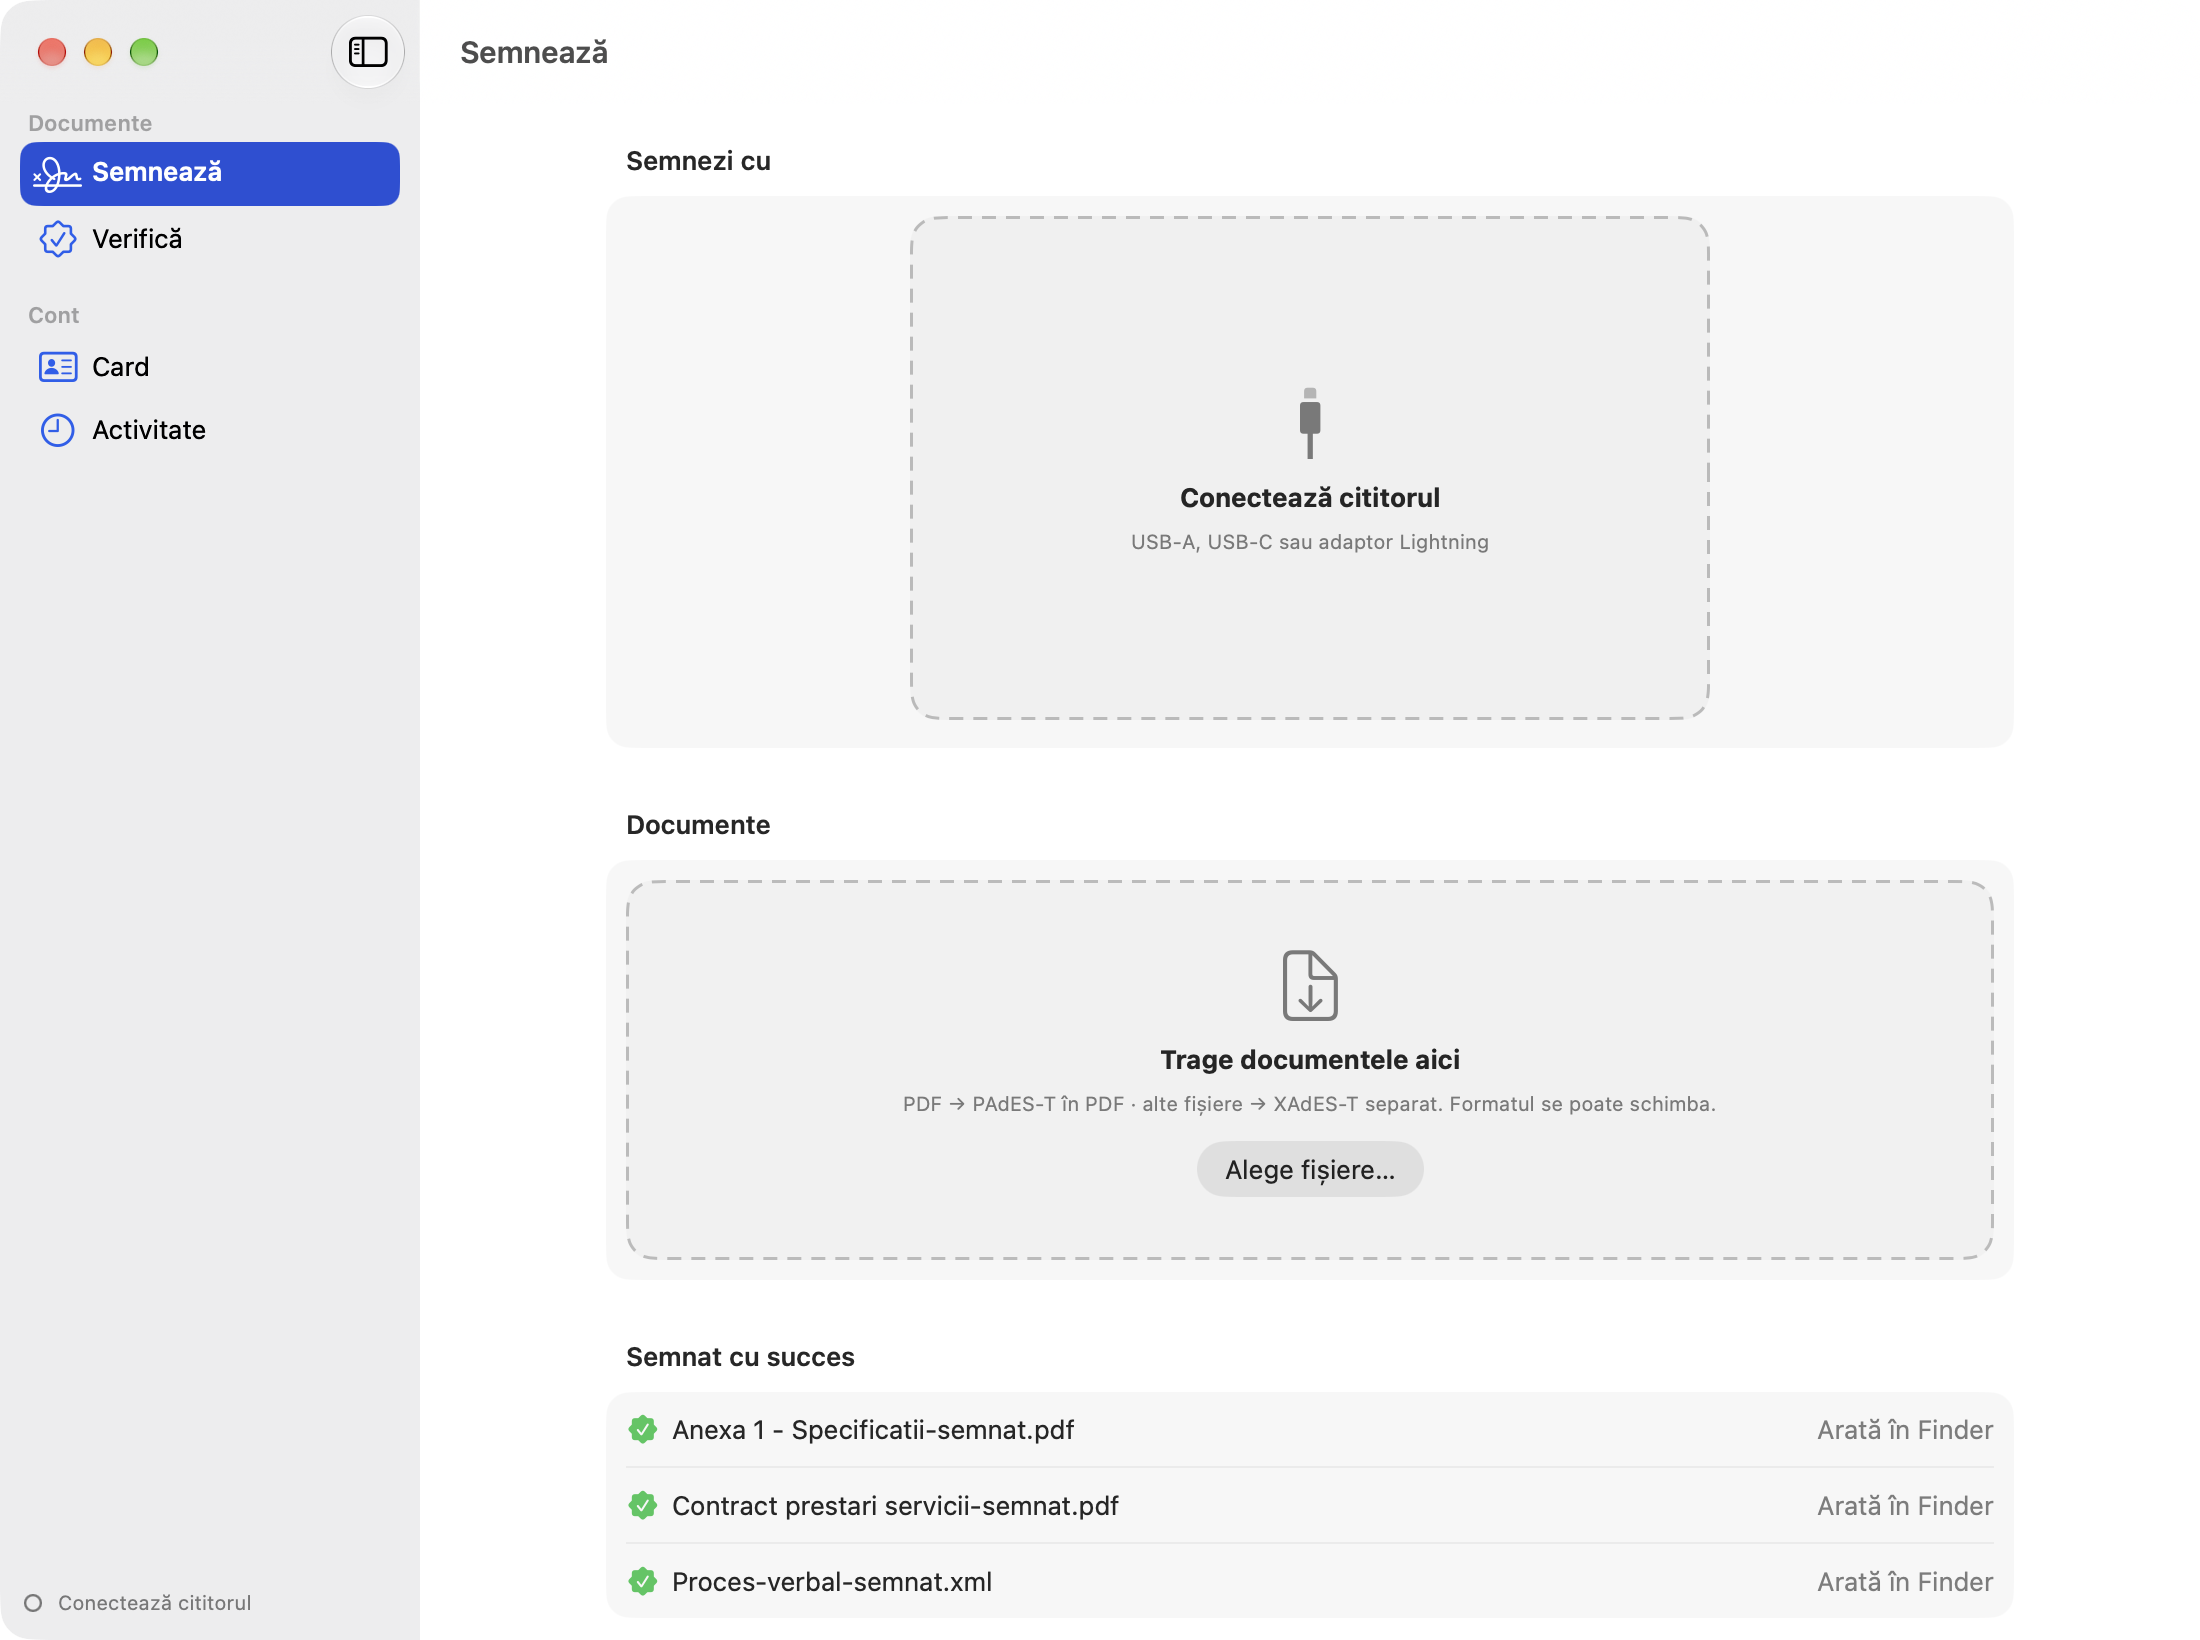 Semnează
Documente
Semnează
Verifică
Cont
Card
Activitate
Conectează cititorul
Semnezi cu
Conectează cititorul
USB-A, USB-C sau adaptor Lightning
Documente
Trage documentele aici
PDF → PAdES-T în PDF · alte fișiere → XAdES-T separat. Formatul se poate schimba.
Alege fișiere...
Semnat cu succes
Anexa 1 - Specificatii-semnat.pdf Arată în Finder
Contract prestari servicii-semnat.pdf Arată în Finder
Proces-verbal-semnat.xml Arată în Finder